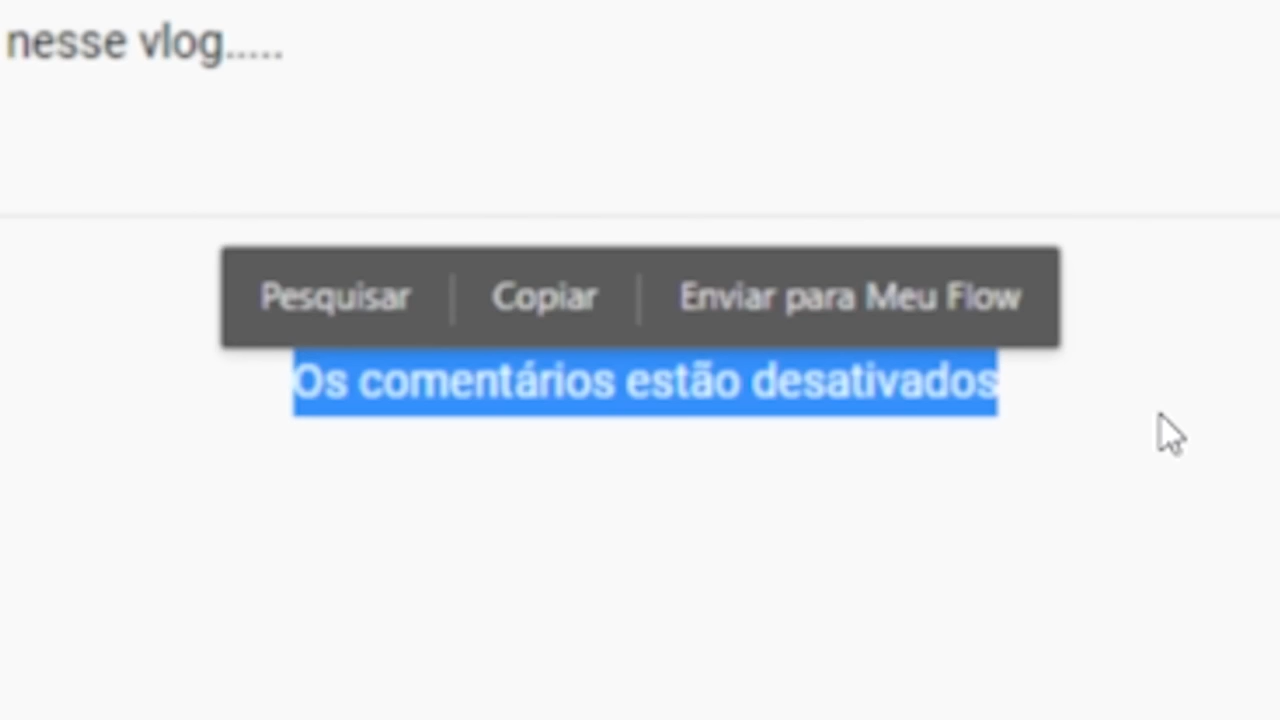 nesse vlog.....
Pesquisar Copiar Enviar para Meu Flow
Os comentários estão desativados